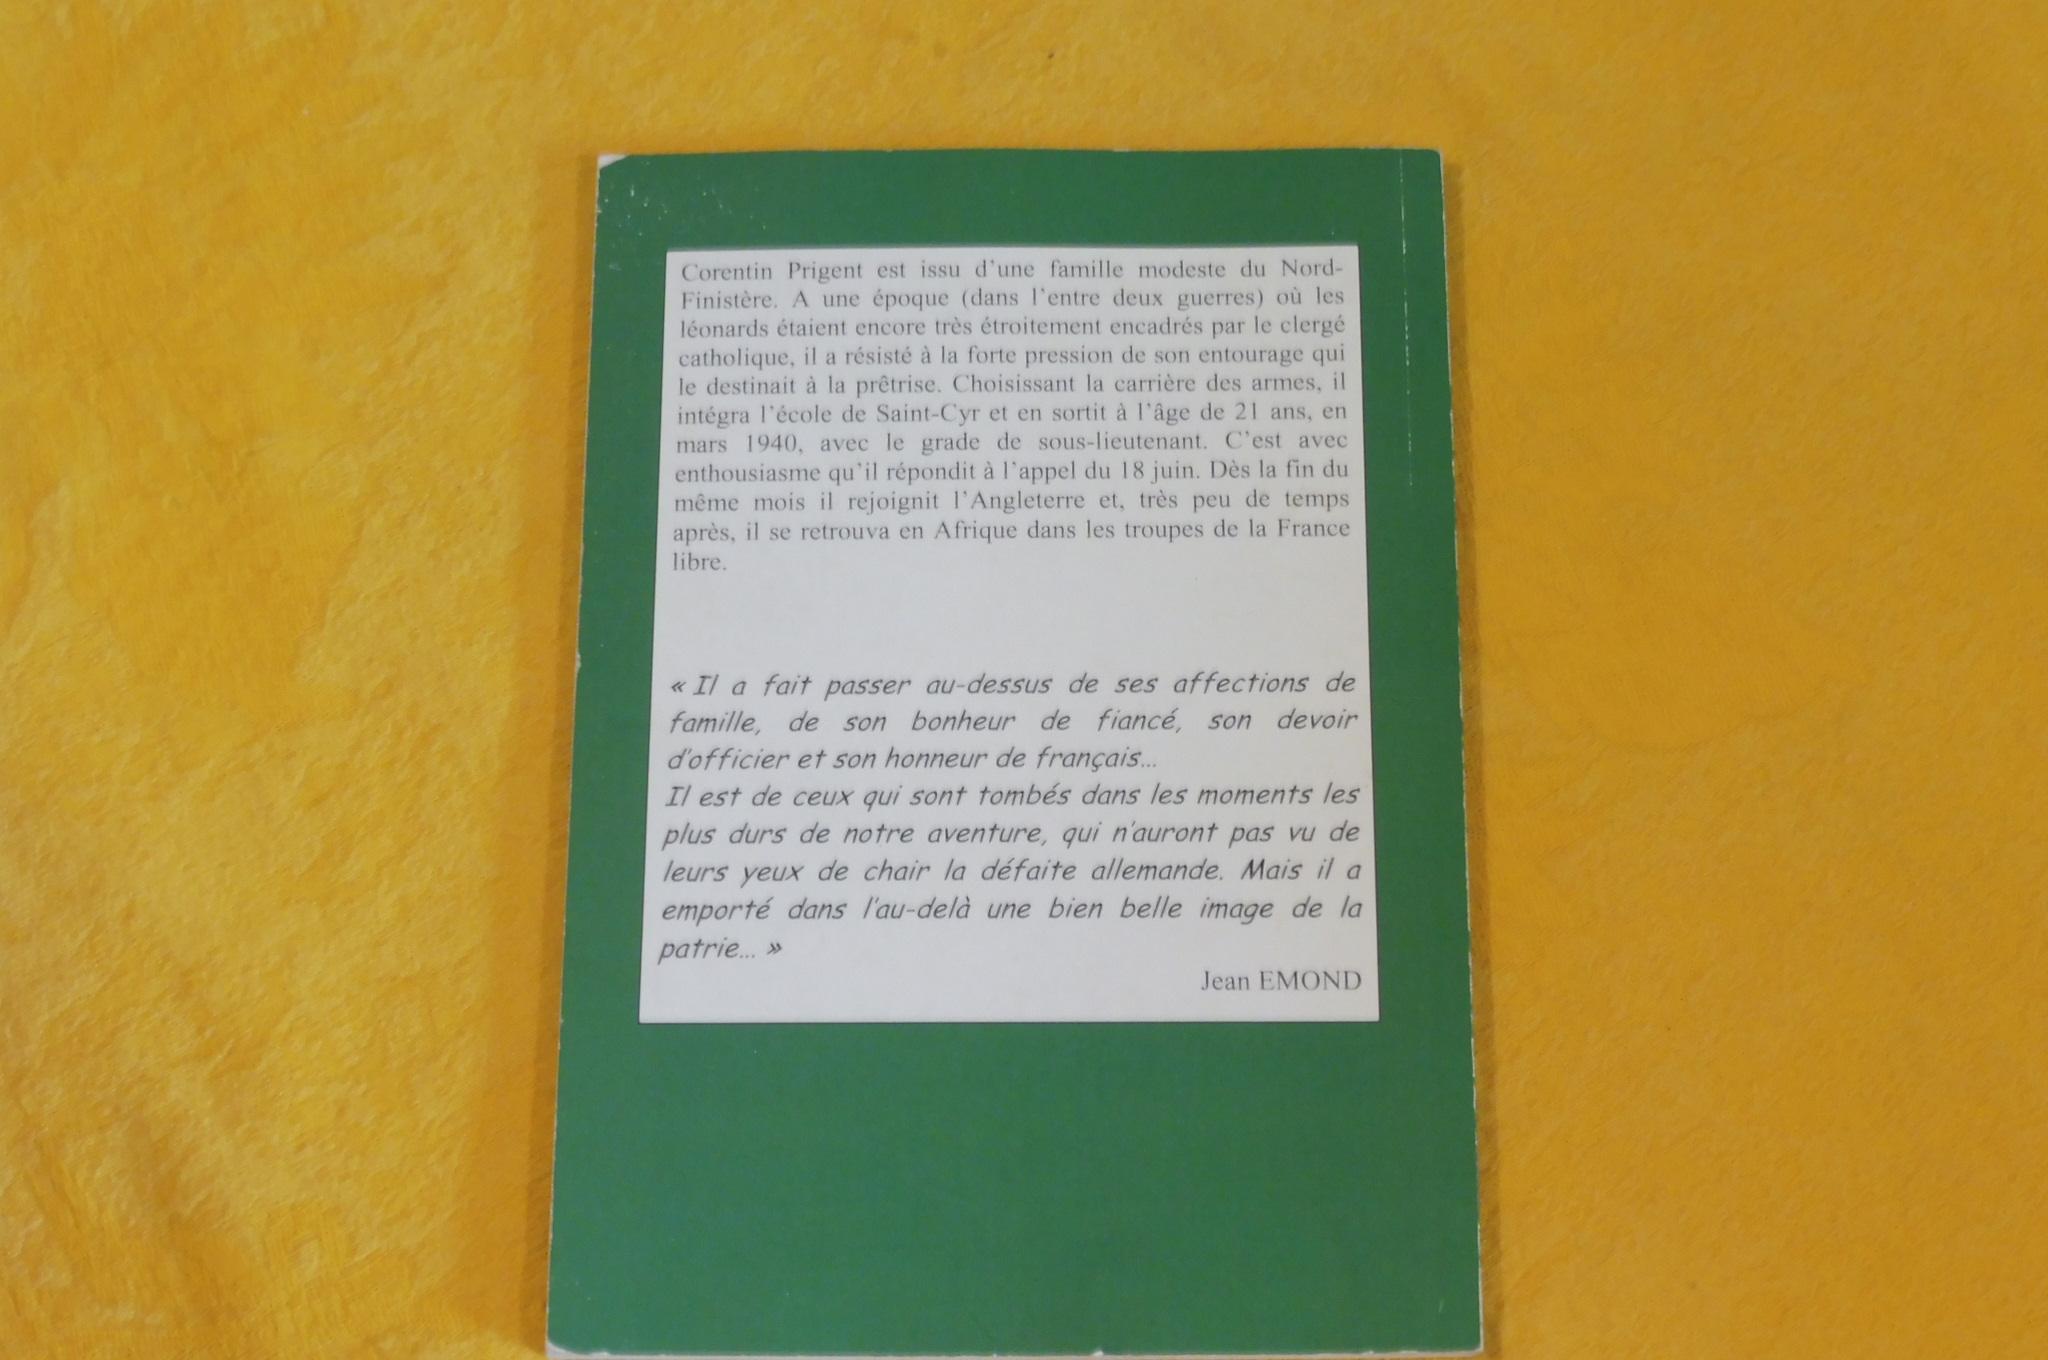 Corentin Prigent est issu d'une famille modeste du Nord-
Finistère. A une époque (dans l'entre deux guerres) où les
léonards étaient encore très étroitement encadrés par le clergé
catholique, il a résisté à la forte pression de son entourage qui
le destinait à la prêtrise. Choisissant la carrière des armes, il
intégra l'école de Saint-Cyr et en sortit à l'âge de 21 ans, en
mars 1940, avec le grade de sous-lieutenant. C'est avec
enthousiasme qu'il répondit à l'appel du 18 juin. Dès la fin du
même mois il rejoignit l'Angleterre et, très peu de temps
après, il se retrouva en Afrique dans les troupes de la France
libre.
« Il a fait passer au-dessus de ses affections de
famille, de son bonheur de fiancé, son devoir
d'officier et son honneur de français...
Il est de ceux qui sont tombés dans les moments les
plus durs de notre aventure, qui n'auront pas vu de
leurs yeux de chair la défaite allemande. Mais il a
emporté dans l'au-delà une bien belle image de la
patrie... »
Jean EMOND